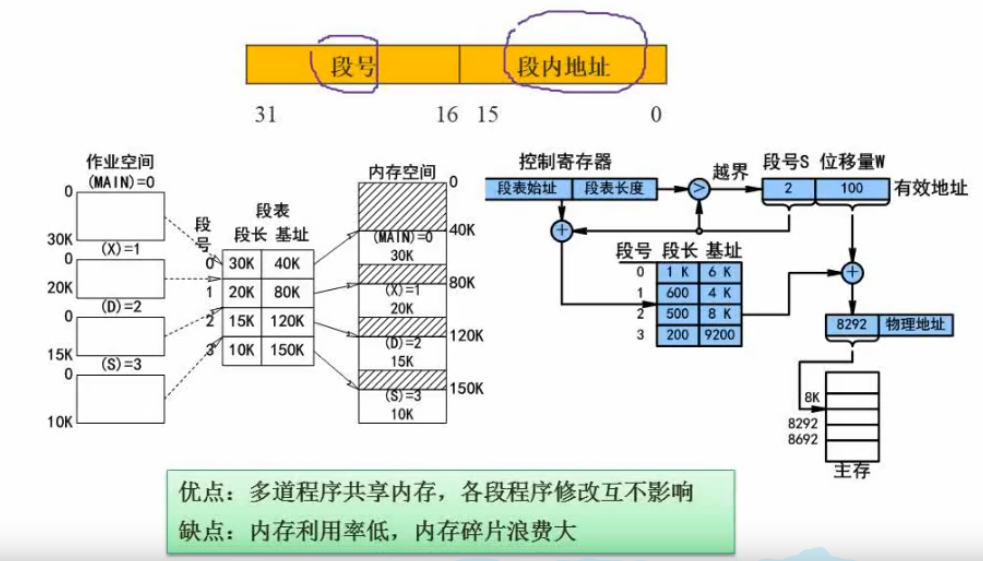 段号 段内地址
31 16 15 0
作业空间
(MAIN)=0
0
30K
(X)=1
0
20K
(D)=2
0
15K
(S)=3
0
10K
段表
段号 段长 基址
0 30K 40K
1 20K 80K
2 15K 120K
3 10K 150K
内存空间
0
40K
(MAIN)=0
30K
80K
(X)=1
20K
120K
(D)=2
15K
150K
(S)=3
10K
控制寄存器
段表始址 段表长度
>
越界
段号S 位移量W
2 100 有效地址
+
+
段号 段长 基址
0 1 K 6 K
1 600 4 K
2 500 8 K
3 200 9200
8292 物理地址
8K
8292
8692
主存
优点：多道程序共享内存，各段程序修改互不影响
缺点：内存利用率低，内存碎片浪费大